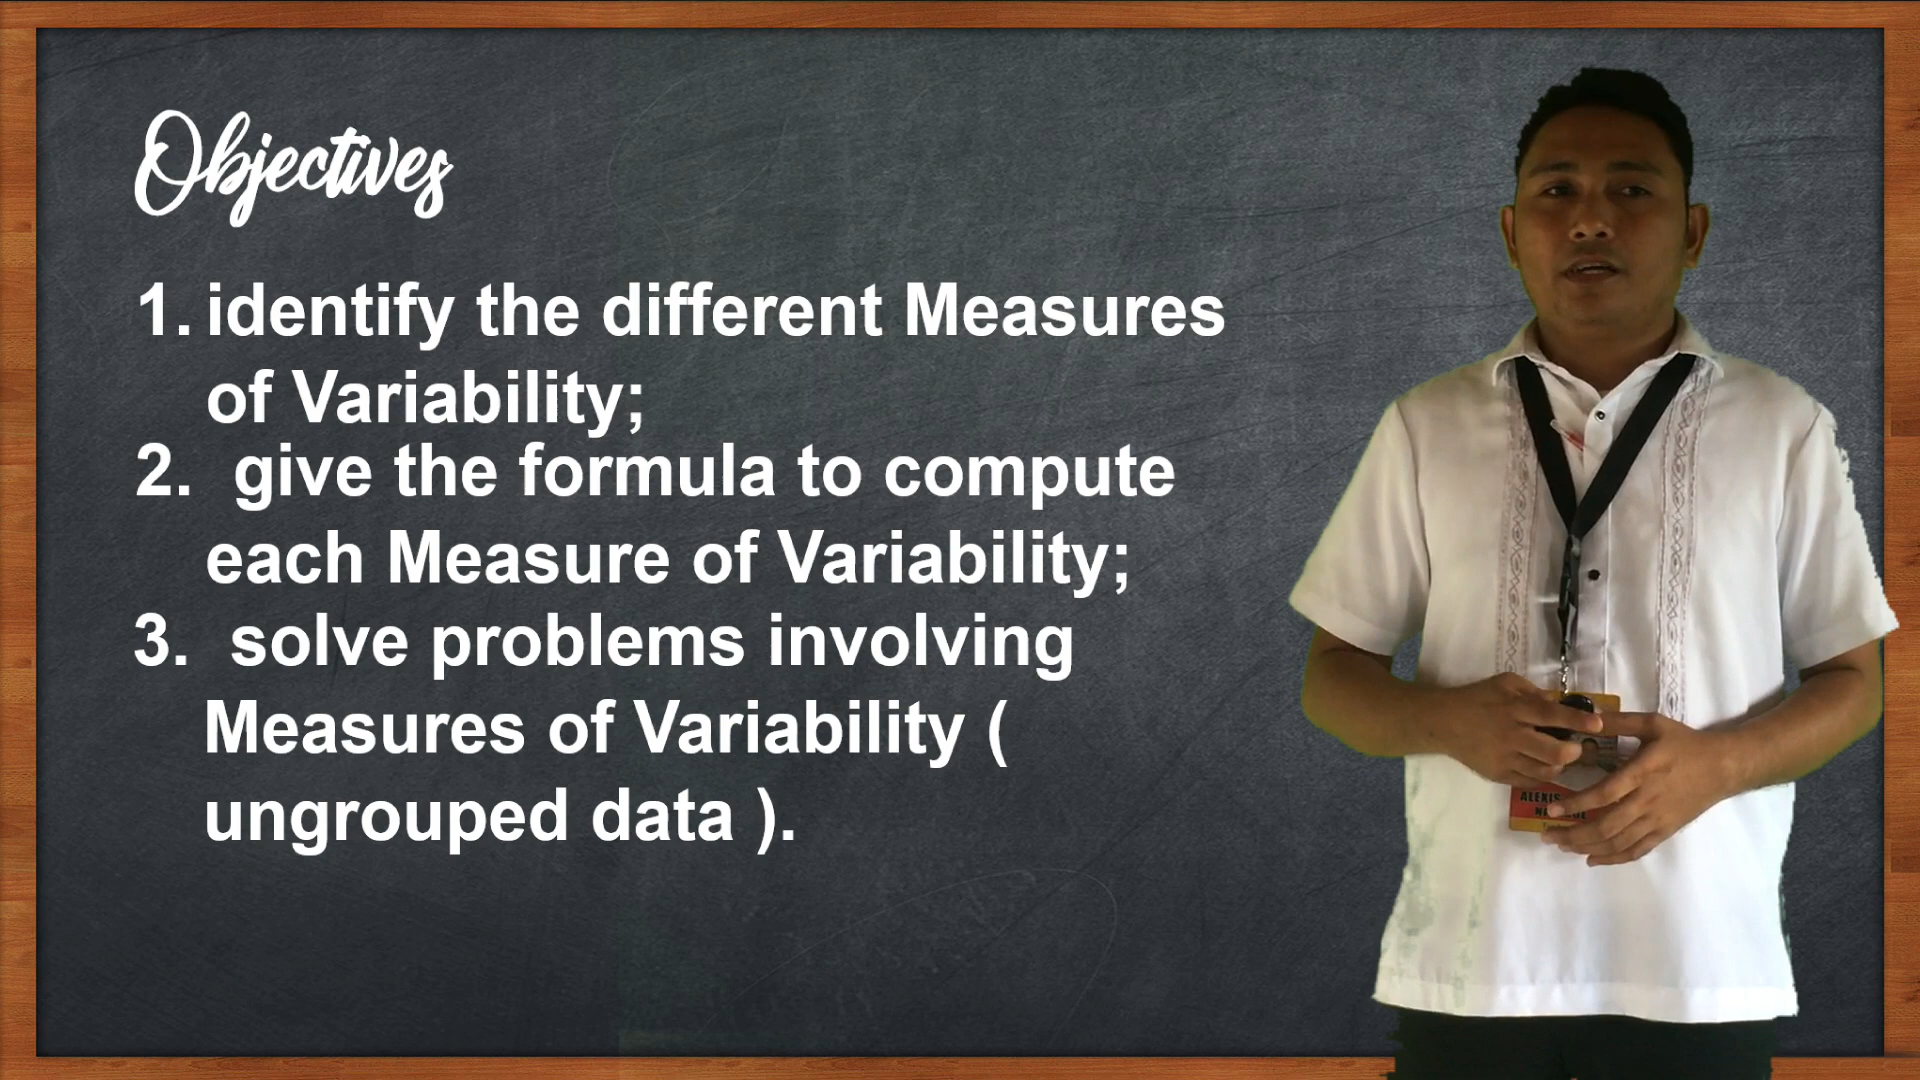 Objectives
1. identify the different Measures
of Variability;
2. give the formula to compute
each Measure of Variability;
3. solve problems involving
Measures of Variability (
ungrouped data ).
ALEXIS